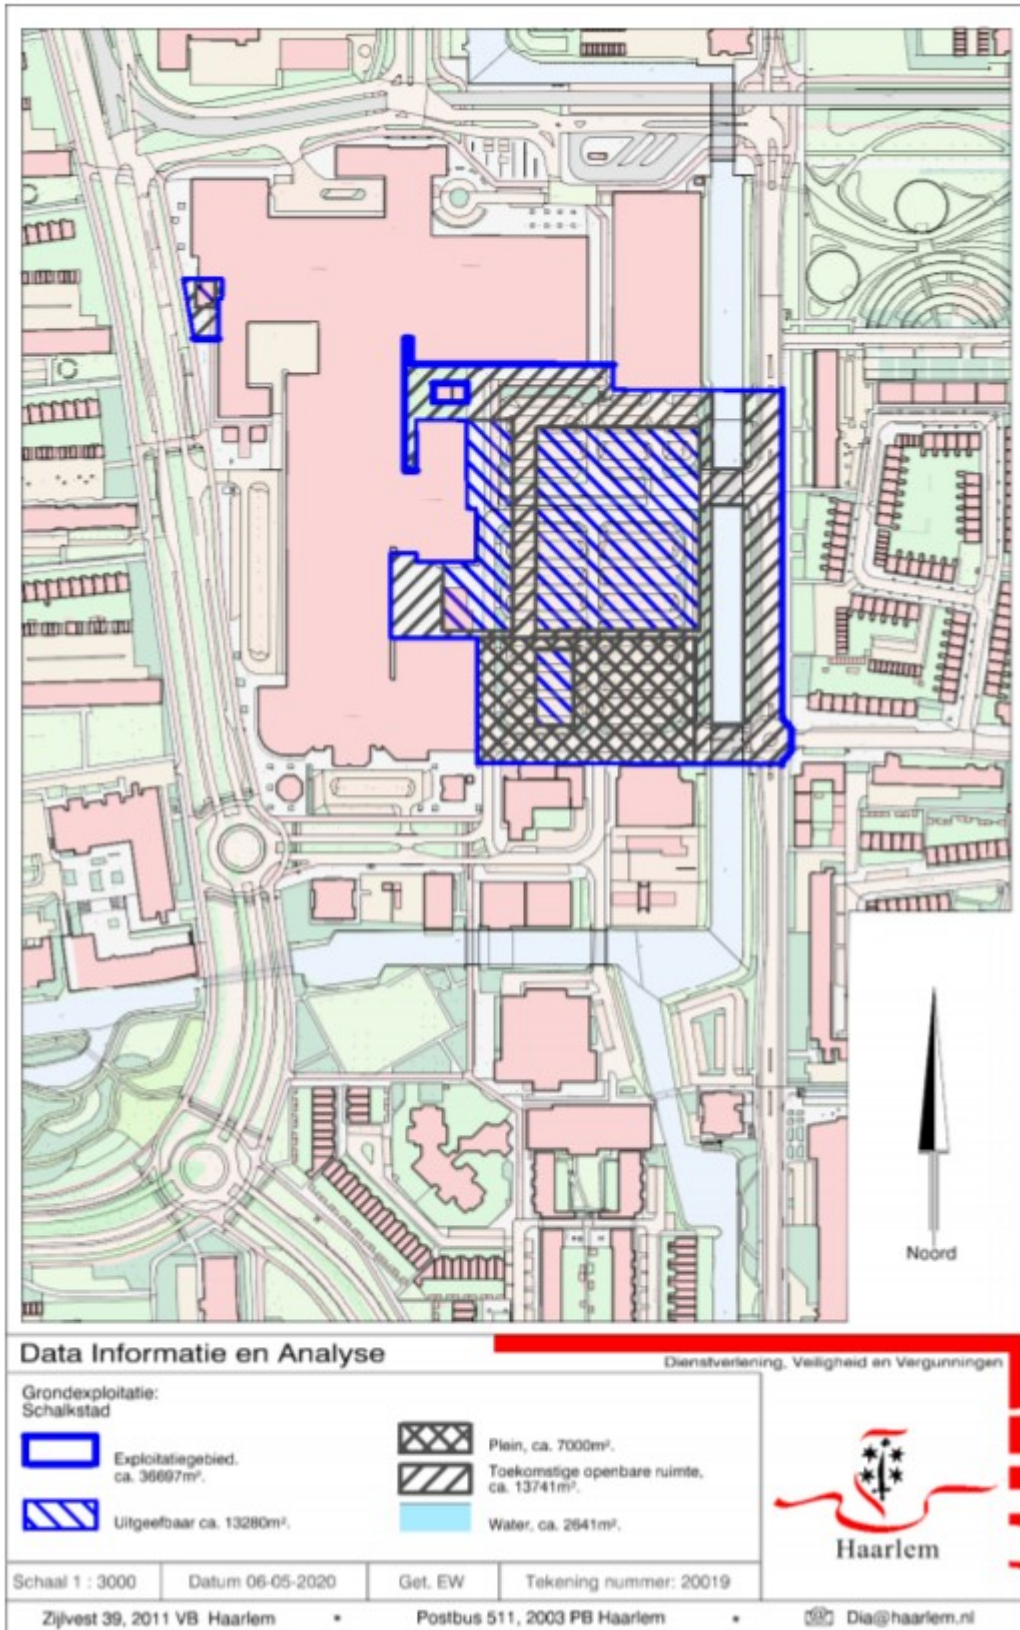 Noord
Data Informatie en Analyse
Dienstverlening, Veiligheid en Vergunningen
Grondexploitatie:
Schalkstad
Exploitatiegebied.
ca. 36697m².
Uitgeefbaar ca. 13280m².
Plein, ca. 7000m².
Toekomstige openbare ruimte,
ca. 13741m².
Water, ca. 2641m².
Haarlem
Schaal 1 : 3000
Datum 06-05-2020
Get. EW
Tekening nummer: 20019
Zijlvest 39, 2011 VB Haarlem • Postbus 511, 2003 PB Haarlem • Dia@haarlem.nl